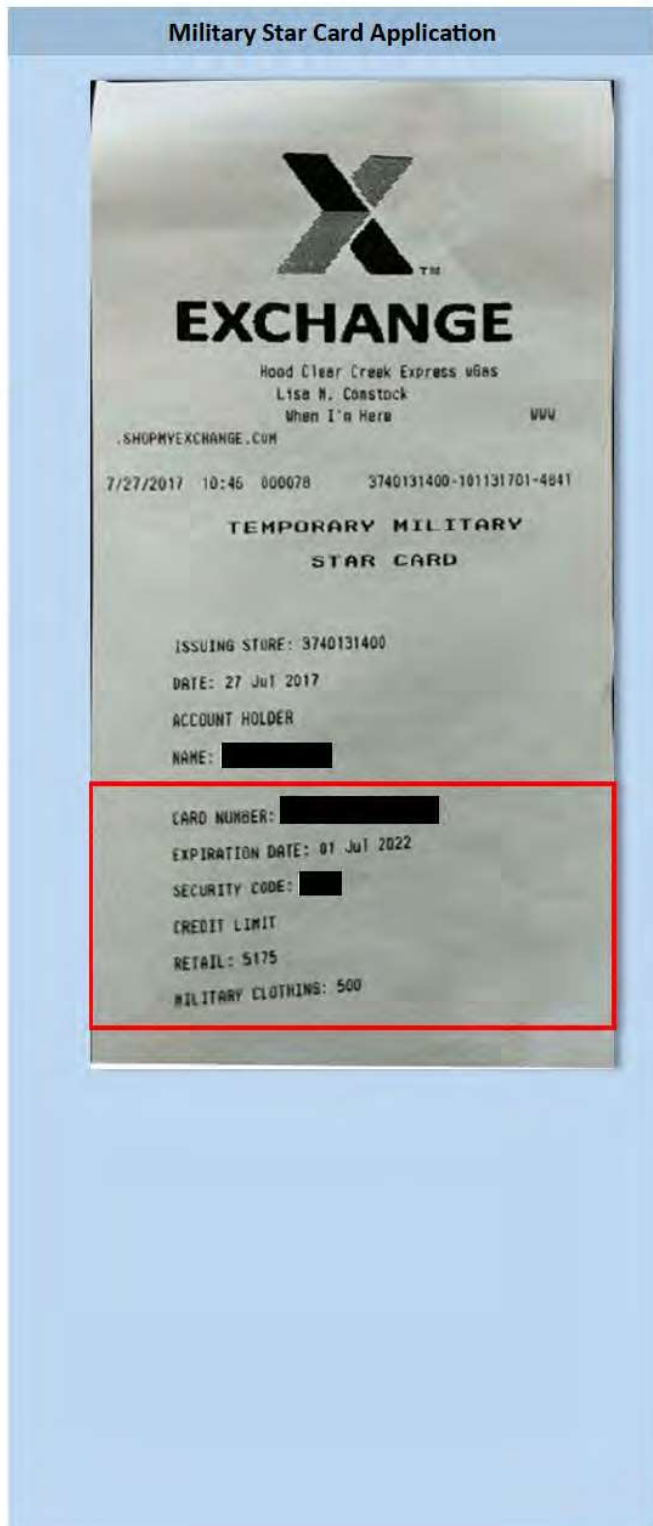 Military Star Card Application
X
TM
EXCHANGE
Hood Clear Creek Express wGas
Lisa M. Comstock
When I'm Here WWW
.SHOPMYEXCHANGE.COM
7/27/2017 10:46 000078 3740131400-101131701-4841
TEMPORARY MILITARY
STAR CARD
ISSUING STORE: 3740131400
DATE: 27 Jul 2017
ACCOUNT HOLDER
NAME:
CARD NUMBER:
EXPIRATION DATE: 01 Jul 2022
SECURITY CODE:
CREDIT LIMIT
RETAIL: 5175
MILITARY CLOTHING: 500